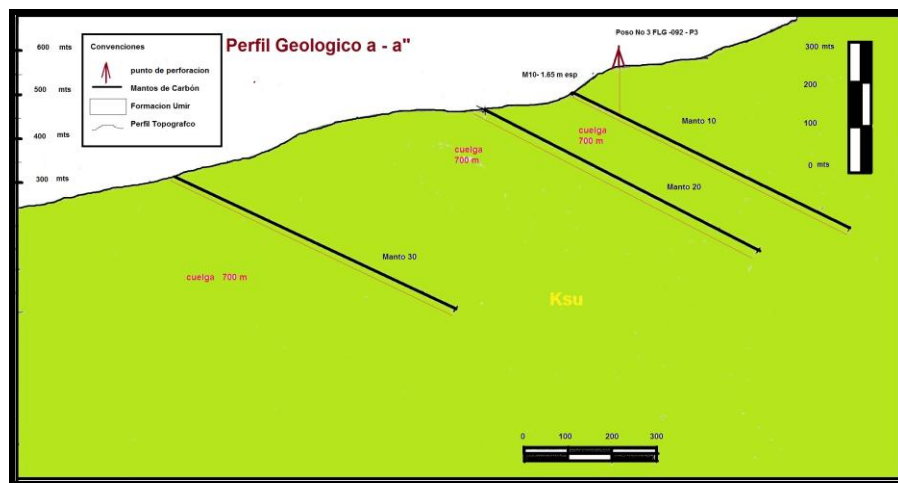 Perfil Geologico a - a"
Convenciones
punto de perforacion
Mantos de Carbón
Formacion Umir
Perfil Topografco
600 mts
500 mts
400 mts
300 mts
Poso No 3 FLG -092 - P3
M10- 1.65 m esp
300 mts
200
100
0 mts
Manto 10
cuelga
700 m
cuelga
700 m
Manto 20
Manto 30
cuelga 700 m
Ksu
0 100 200 300